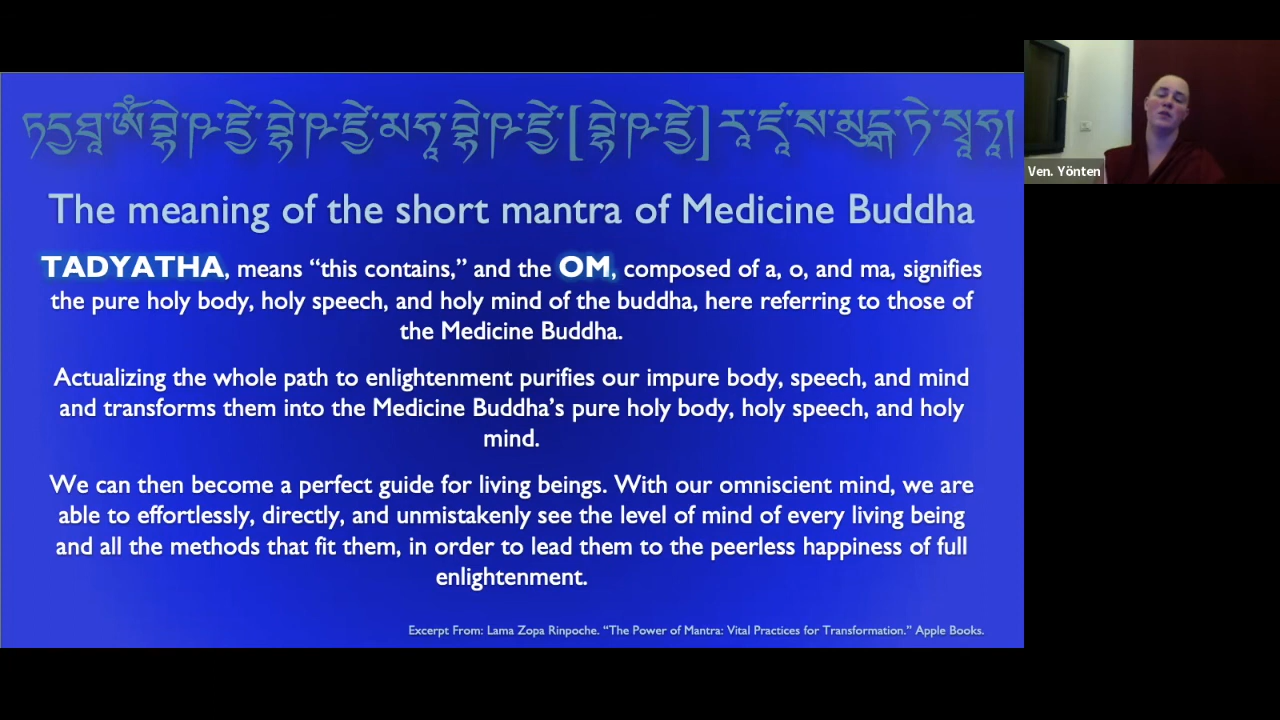 ཏདྱ་ཐཱ་ༀ་བྷཻ་ཥ་ཛྱེ་བྷཻ་ཥ་ཛྱེ་མ་ཧཱ་བྷཻ་ཥ་ཛྱེ་[བྷཻ་ཥ་ཛྱེ་]རཱ་ཛཱ་ས་མུདྒ་ཏེ་སྭཱ་ཧཱ།
The meaning of the short mantra of Medicine Buddha
TADYATHA, means “this contains,” and the OM, composed of a, o, and ma, signifies
the pure holy body, holy speech, and holy mind of the buddha, here referring to those of
the Medicine Buddha.
Actualizing the whole path to enlightenment purifies our impure body, speech, and mind
and transforms them into the Medicine Buddha’s pure holy body, holy speech, and holy
mind.
We can then become a perfect guide for living beings. With our omniscient mind, we are
able to effortlessly, directly, and unmistakenly see the level of mind of every living being
and all the methods that fit them, in order to lead them to the peerless happiness of full
enlightenment.
Excerpt From: Lama Zopa Rinpoche. “The Power of Mantra: Vital Practices for Transformation.” Apple Books.
Ven. Yönten